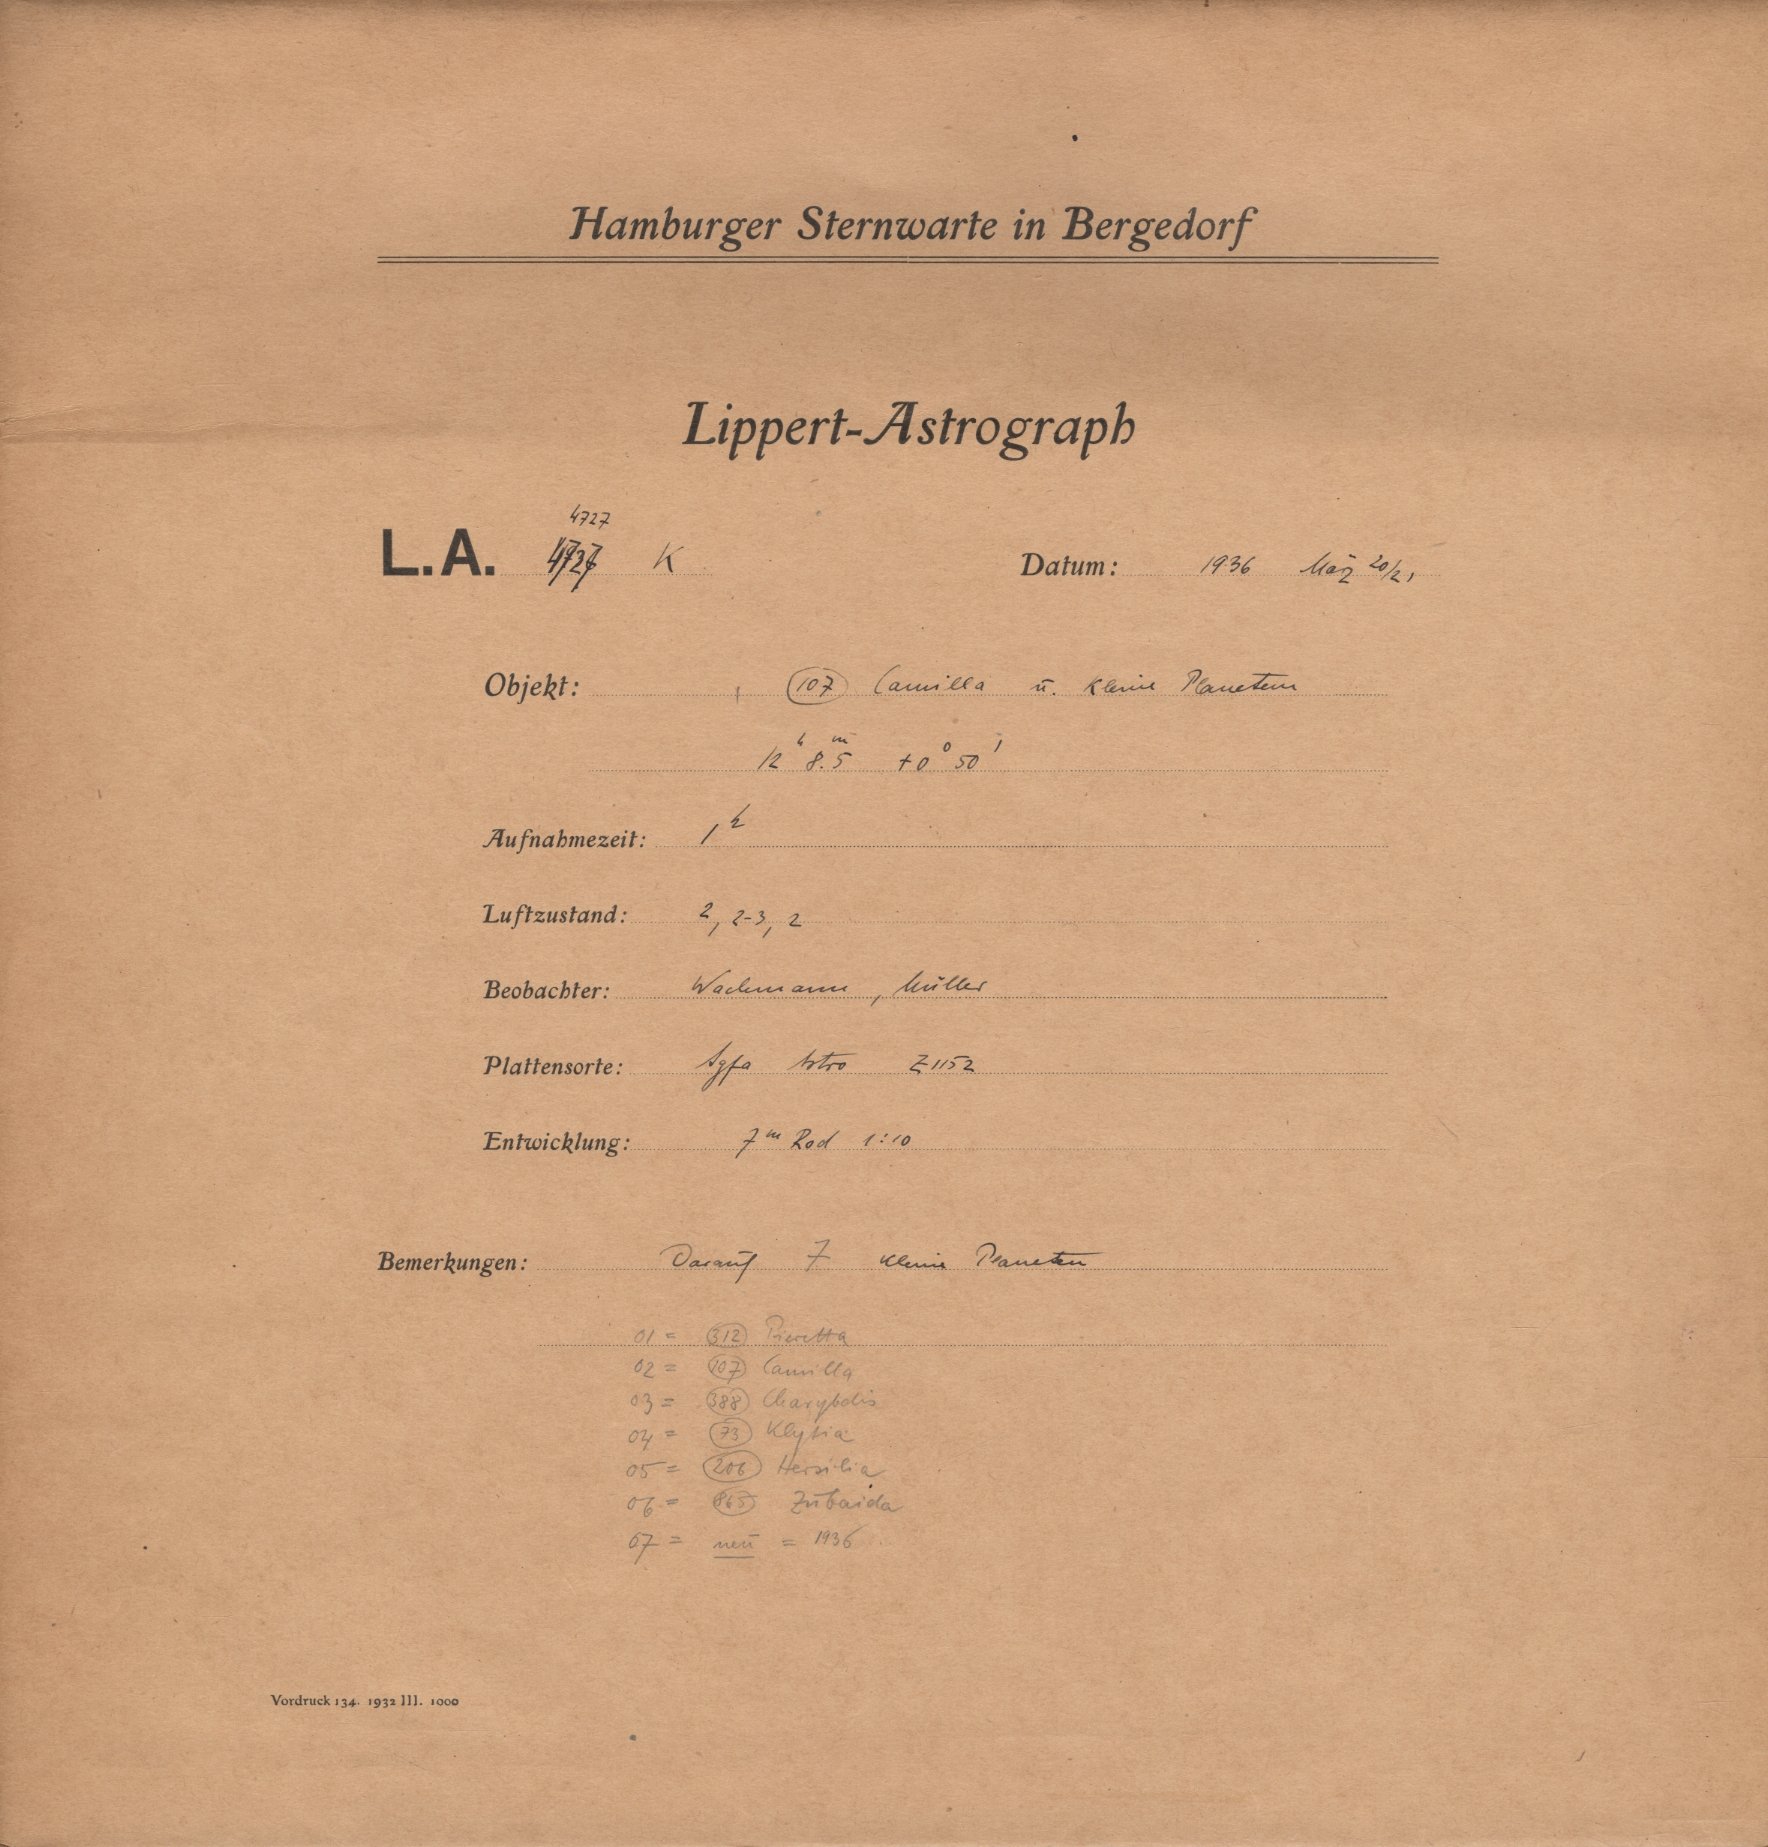 Hamburger Sternwarte in Bergedorf
Lippert-Astrograph
4727
L.A. 4727 K Datum: 1936 März 20/21
Objekt: (107) Camilla u. kleine Planeten
12h 8.m5 +0° 50'
Aufnahmezeit: 1h
Luftzustand: 2, 2-3, 2
Beobachter: Wachmann, Müller
Plattensorte: Agfa Astro Z1152
Entwicklung: 7m Rod 1:10
Bemerkungen: Darauf 7 kleine Planeten
01 = (312) Pieretta
02 = (107) Camilla
03 = (388) Charybdis
04 = (73) Klytia
05 = (206) Hersilia
06 = (865) Zubaida
07 = neu = 1936
Vordruck 134. 1932 III. 1000